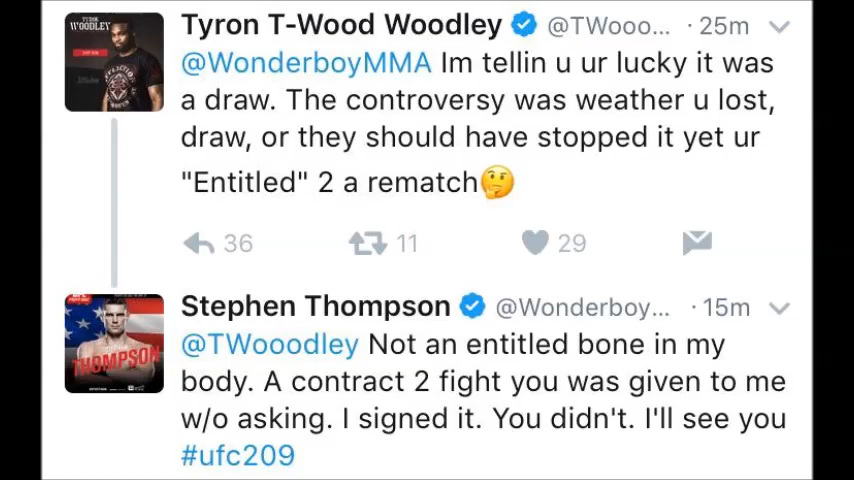 Tyron T-Wood Woodley @TWooo... · 25m
@WonderboyMMA Im tellin u ur lucky it was
a draw. The controversy was weather u lost,
draw, or they should have stopped it yet ur
"Entitled" 2 a rematch🤔
36 11 29
Stephen Thompson @Wonderboy... · 15m
@TWooodley Not an entitled bone in my
body. A contract 2 fight you was given to me
w/o asking. I signed it. You didn't. I'll see you
#ufc209
WOODLEY
THOMPSON